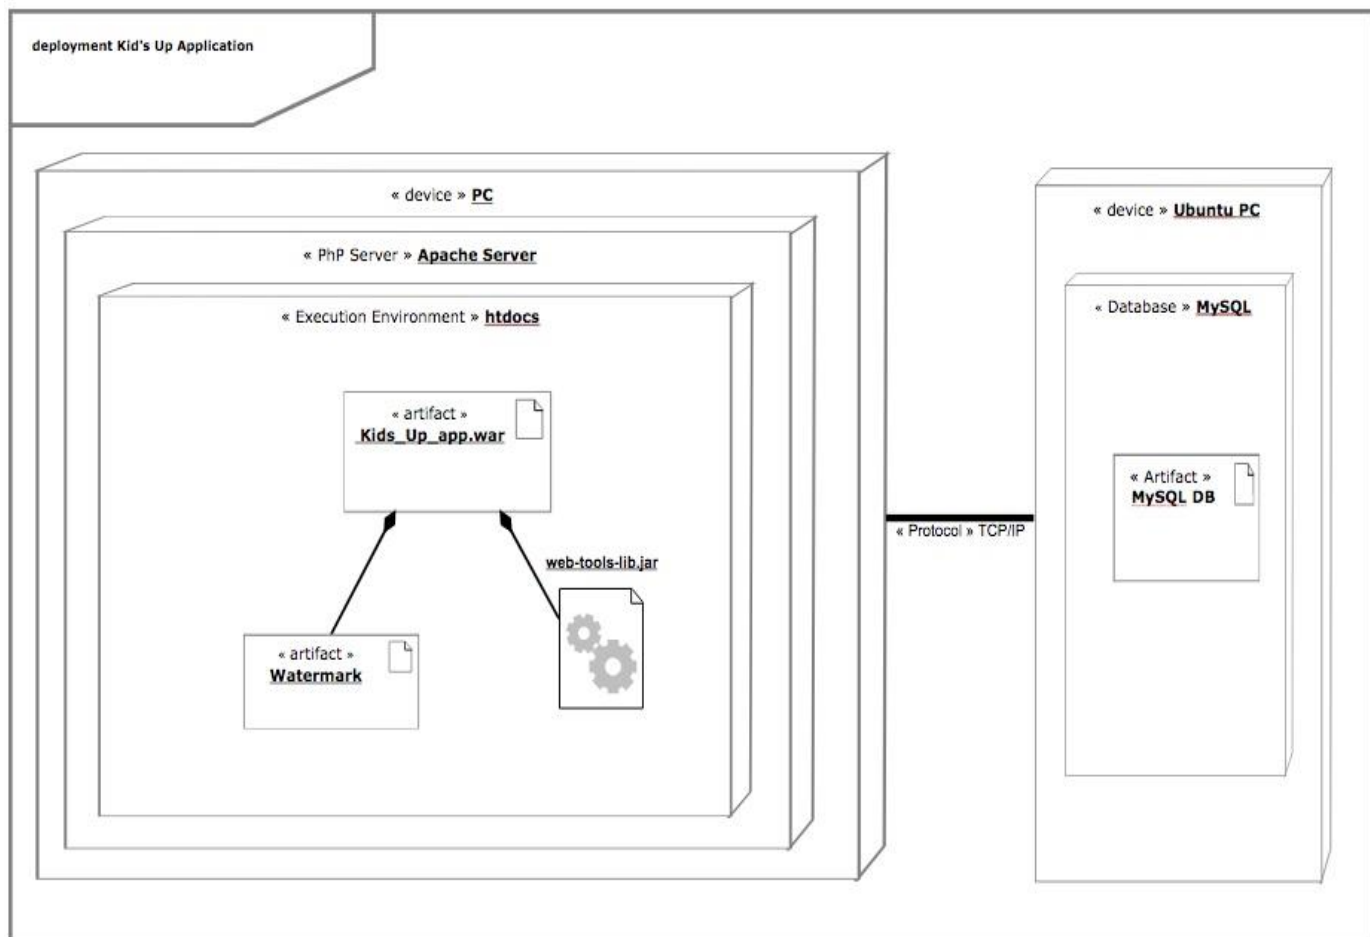 deployment Kid's Up Application
« device » PC
« PhP Server » Apache Server
« Execution Environment » htdocs
« artifact »
Kids_Up_app.war
web-tools-lib.jar
« artifact »
Watermark
« Protocol » TCP/IP
« device » Ubuntu PC
« Database » MySQL
« Artifact »
MySQL DB